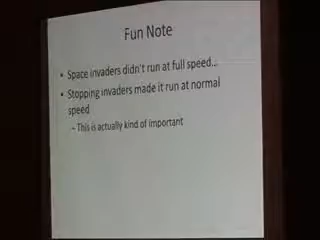 Fun Note
• Space invaders didn't run at full speed...
• Stopping invaders made it run at normal
speed
– This is actually kind of important